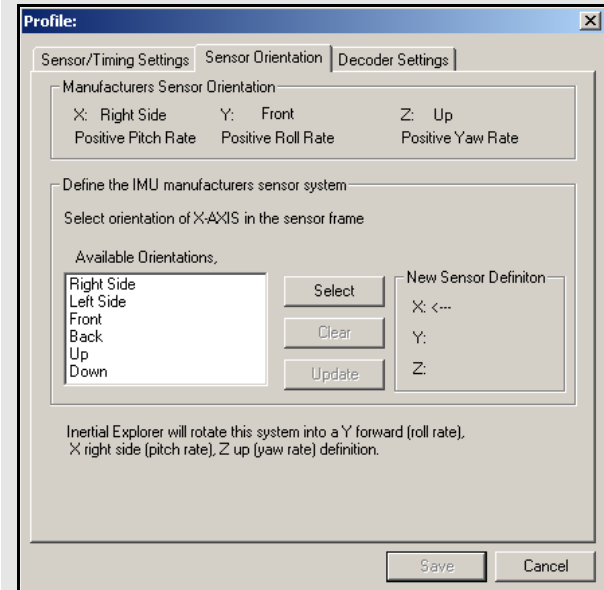 Profile:
Sensor/Timing Settings Sensor Orientation Decoder Settings
Manufacturers Sensor Orientation
X: Right Side Y: Front Z: Up
Positive Pitch Rate Positive Roll Rate Positive Yaw Rate
Define the IMU manufacturers sensor system
Select orientation of X-AXIS in the sensor frame
Available Orientations,
Right Side
Left Side
Front
Back
Up
Down
Select
Clear
Update
New Sensor Definiton
X: <---
Y:
Z:
Inertial Explorer will rotate this system into a Y forward (roll rate),
X right side (pitch rate), Z up (yaw rate) definition.
Save Cancel